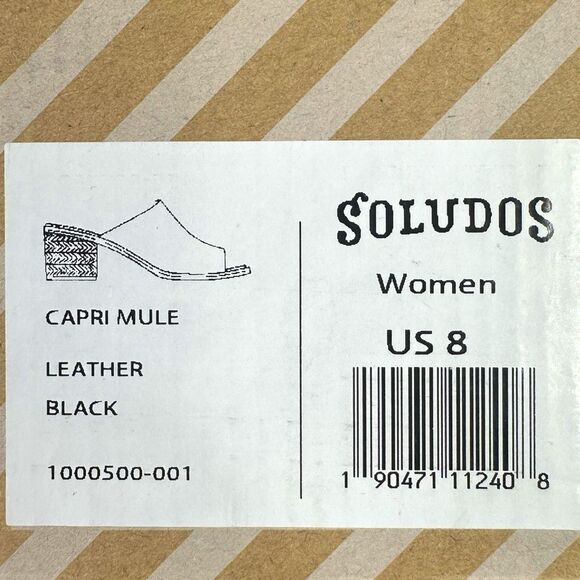 CAPRI MULE
LEATHER
BLACK
1000500-001
SOLUDOS
Women
US 8
1 90471 11240 8